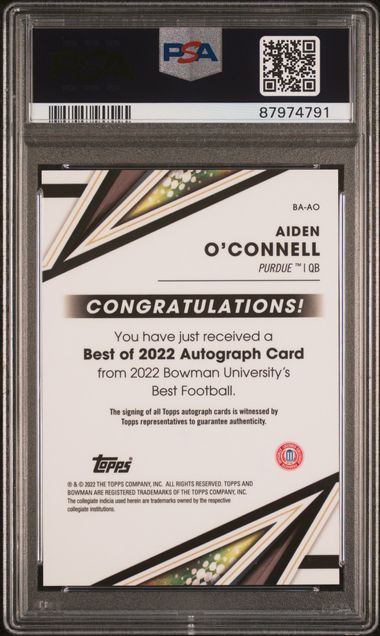 PSA
PSA
87974791
BA-AO
AIDEN
O'CONNELL
PURDUE ™ | QB
CONGRATULATIONS!
You have just received a
Best of 2022 Autograph Card
from 2022 Bowman University's
Best Football.
The signing of all Topps autograph cards is witnessed by
Topps representatives to guarantee authenticity.
Topps
® & © 2022 THE TOPPS COMPANY, INC. ALL RIGHTS RESERVED. TOPPS AND
BOWMAN ARE REGISTERED TRADEMARKS OF THE TOPPS COMPANY, INC.
The collegiate indicia used herein are trademarks owned by the respective
collegiate institutions.